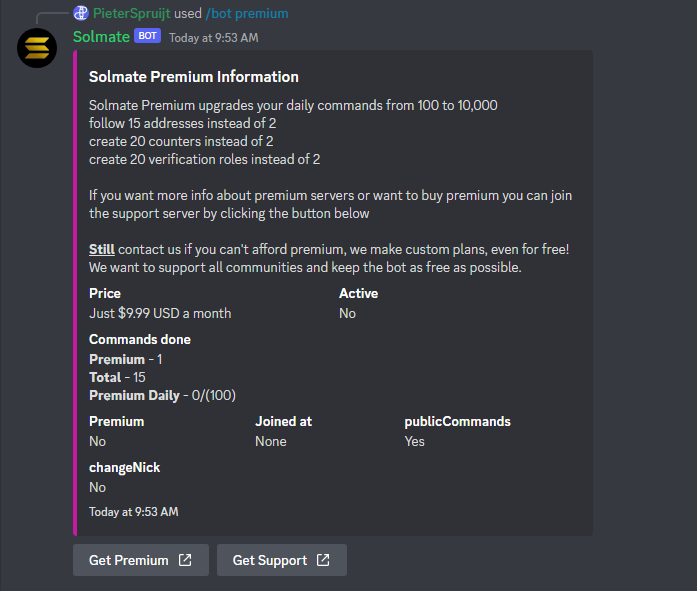 PieterSpruijt used /bot premium
Solmate BOT Today at 9:53 AM
Solmate Premium Information
Solmate Premium upgrades your daily commands from 100 to 10,000
follow 15 addresses instead of 2
create 20 counters instead of 2
create 20 verification roles instead of 2
If you want more info about premium servers or want to buy premium you can join
the support server by clicking the button below
Still contact us if you can't afford premium, we make custom plans, even for free!
We want to support all communities and keep the bot as free as possible.
Price Active
Just $9.99 USD a month No
Commands done
Premium - 1
Total - 15
Premium Daily - 0/(100)
Premium Joined at publicCommands
No None Yes
changeNick
No
Today at 9:53 AM
Get Premium Get Support